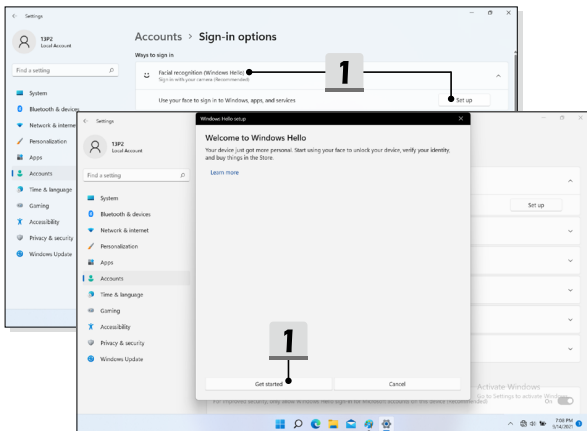 Settings
13P2
Local Account
Accounts > Sign-in options
Ways to sign in
Find a setting
Facial recognition (Windows Hello)
Sign in with your camera (Recommended)
1
Use your face to sign in to Windows, apps, and services
Set up
System
Bluetooth & devices
Network & interne
Personalization
Apps
Accounts
Time & language
Gaming
Accessibility
Privacy & security
Windows Update
Settings
13P2
Local Account
Find a setting
System
Bluetooth & devices
Network & internet
Personalization
Apps
Accounts
Time & language
Gaming
Accessibility
Privacy & security
Windows Update
Windows Hello setup
Welcome to Windows Hello
Your device just got more personal. Start using your face to unlock your device, verify your identity,
and buy things in the Store.
Learn more
1
Get started
Cancel
Set up
Activate Windows
Go to Settings to activate Windows.
On
7:00 PM
9/14/2021